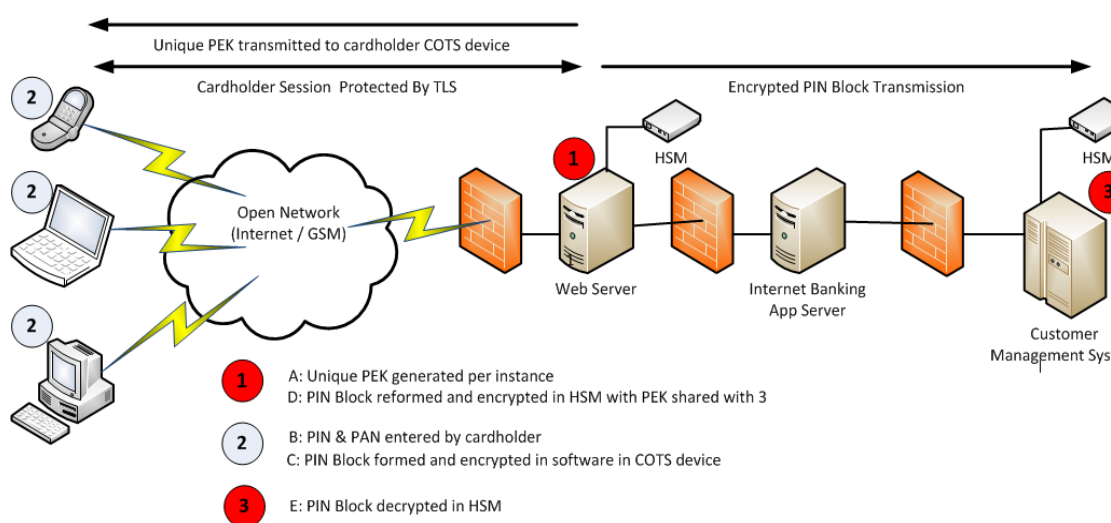 Unique PEK transmitted to cardholder COTS device
Cardholder Session Protected By TLS
Encrypted PIN Block Transmission
2
1
HSM
HSM
2
3
Open Network
(Internet / GSM)
Web Server
Internet Banking
App Server
2
Customer
Management Sys
1
A: Unique PEK generated per instance
D: PIN Block reformed and encrypted in HSM with PEK shared with 3
2
B: PIN & PAN entered by cardholder
C: PIN Block formed and encrypted in software in COTS device
3
E: PIN Block decrypted in HSM